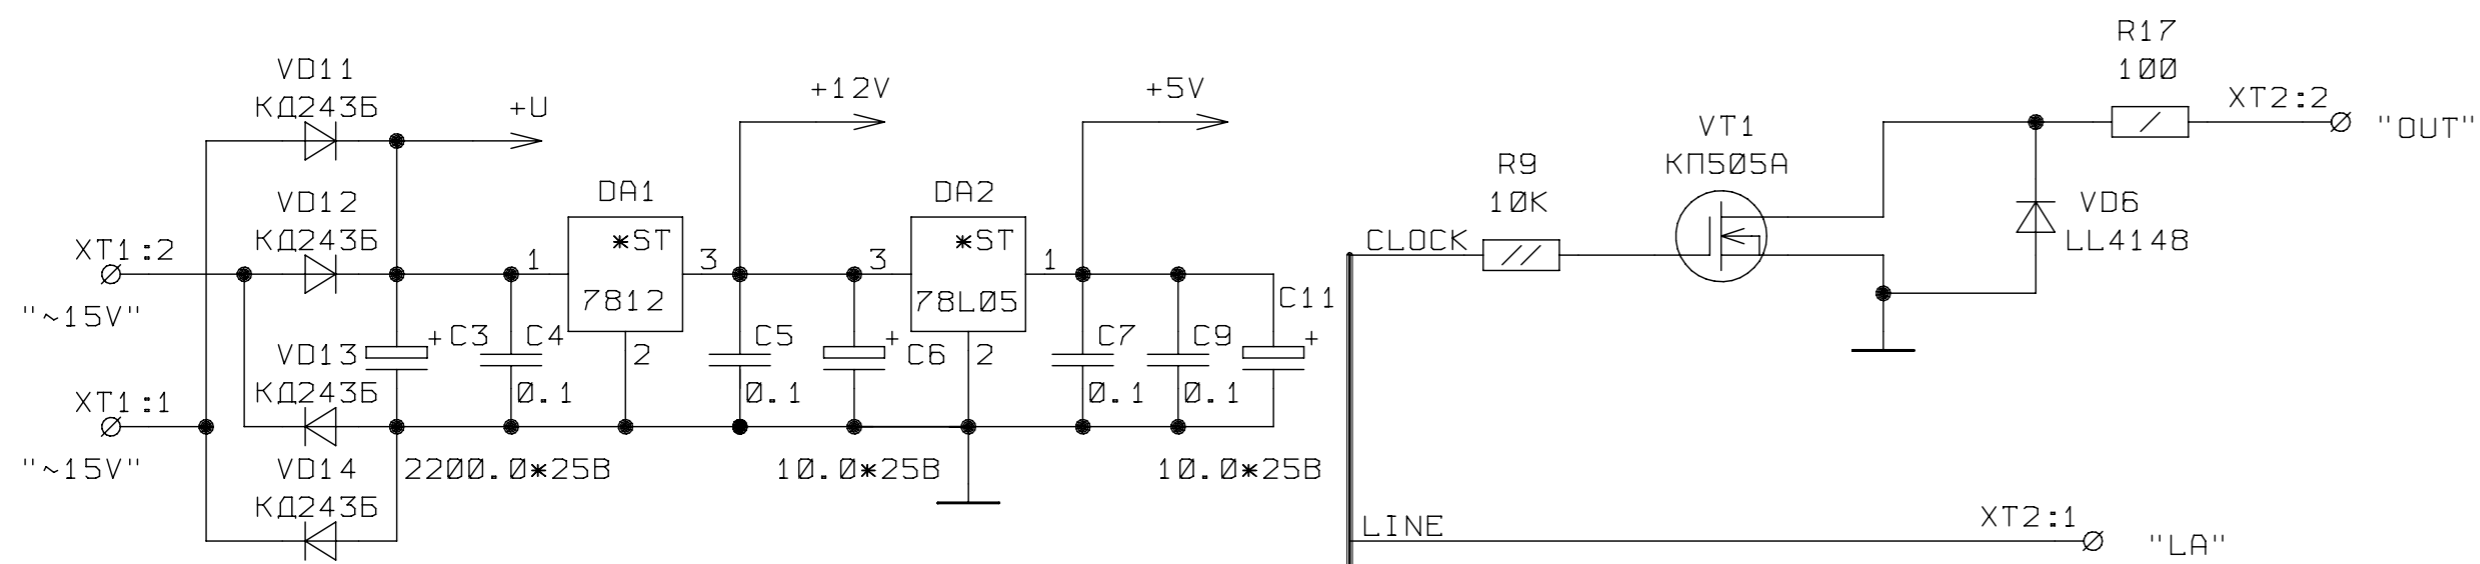 VD11
КД243Б
+U
+12V
+5V
R17
100
XT2:2
"OUT"
VT1
КП505А
R9
10K
VD12
КД243Б
DA1
*ST
7812
DA2
*ST
78L05
XT1:2
"~15V"
1
3
2
3
1
2
CLOCK
VD6
LL4148
VD13
КД243Б
+
C3
C4
0.1
C5
0.1
+
C6
C7
0.1
C9
0.1
C11
+
XT1:1
"~15V"
VD14
КД243Б
2200.0*25В
10.0*25В
10.0*25В
LINE
XT2:1
"LA"